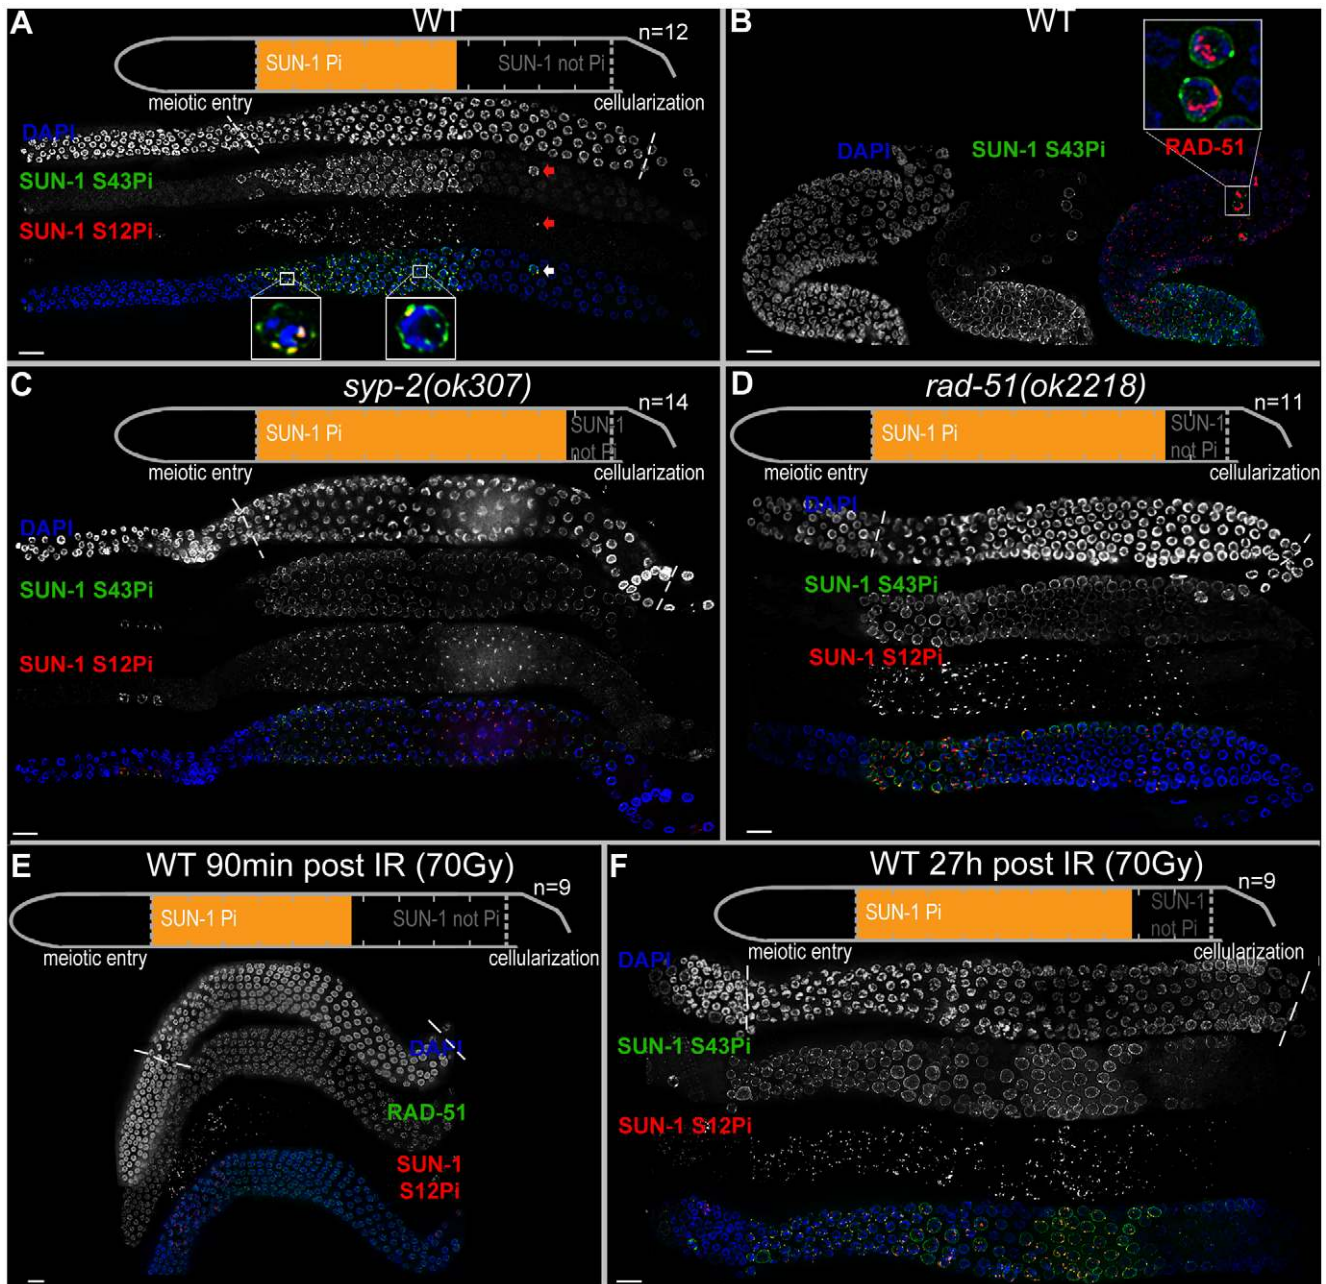 A
WT
n=12
SUN-1 Pi
SUN-1 not Pi
meiotic entry
cellularization
DAPI
SUN-1 S43Pi
SUN-1 S12Pi
B
WT
DAPI
SUN-1 S43Pi
RAD-51
C
syp-2(ok307)
n=14
SUN-1 Pi
SUN-1
not Pi
meiotic entry
cellularization
DAPI
SUN-1 S43Pi
SUN-1 S12Pi
D
rad-51(ok2218)
n=11
SUN-1 Pi
SUN-1
not Pi
meiotic entry
cellularization
DAPI
SUN-1 S43Pi
SUN-1 S12Pi
E
WT 90min post IR (70Gy)
n=9
SUN-1 Pi
SUN-1 not Pi
meiotic entry
cellularization
DAPI
RAD-51
SUN-1
S12Pi
F
WT 27h post IR (70Gy)
n=9
SUN-1 Pi
SUN-1
not Pi
meiotic entry
cellularization
DAPI
SUN-1 S43Pi
SUN-1 S12Pi